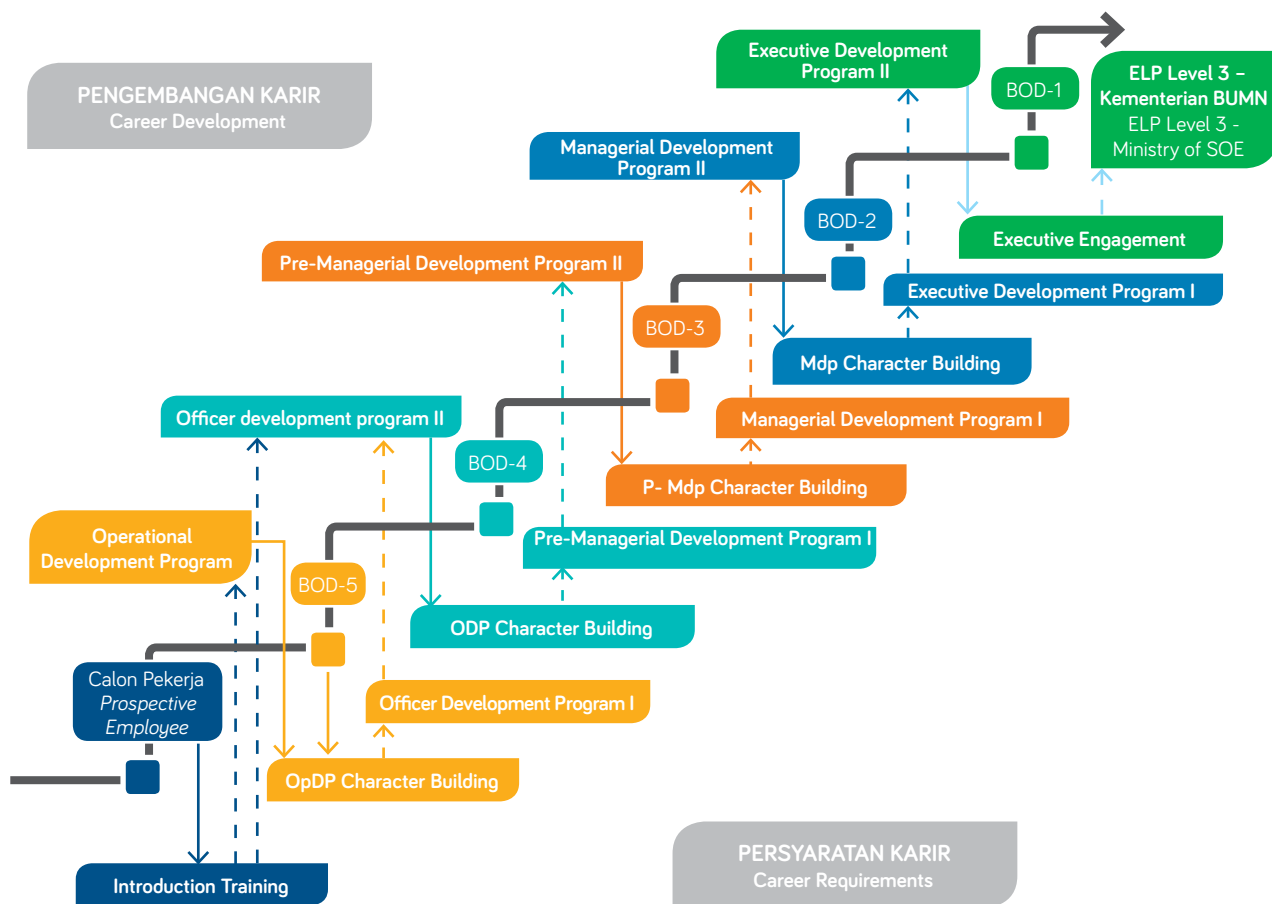 PENGEMBANGAN KARIR
Career Development
Executive Development
Program II
BOD-1
ELP Level 3 –
Kementerian BUMN
ELP Level 3 -
Ministry of SOE
Managerial Development
Program II
BOD-2
Executive Engagement
Pre-Managerial Development Program II
Executive Development Program I
BOD-3
Mdp Character Building
Officer development program II
Managerial Development Program I
BOD-4
P- Mdp Character Building
Operational
Development Program
Pre-Managerial Development Program I
BOD-5
ODP Character Building
Calon Pekerja
Prospective
Employee
Officer Development Program I
OpDP Character Building
PERSYARATAN KARIR
Career Requirements
Introduction Training